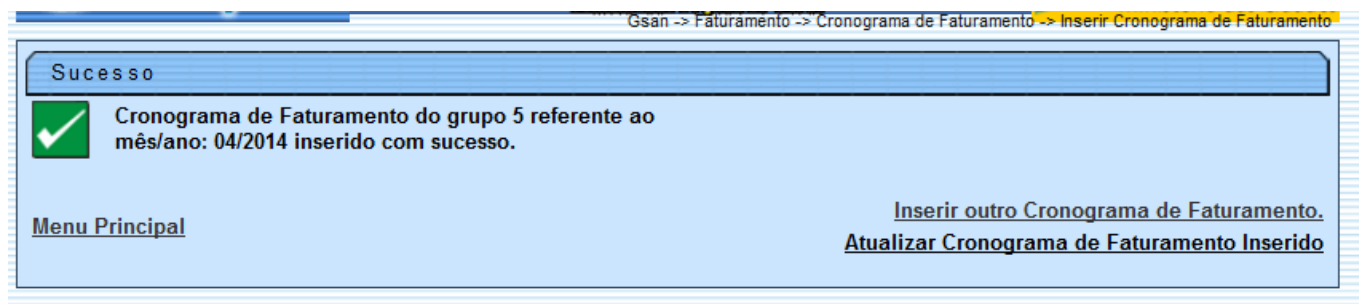 Gsan -> Faturamento -> Cronograma de Faturamento -> Inserir Cronograma de Faturamento
Sucesso
Cronograma de Faturamento do grupo 5 referente ao
mês/ano: 04/2014 inserido com sucesso.
Inserir outro Cronograma de Faturamento.
Menu Principal
Atualizar Cronograma de Faturamento Inserido